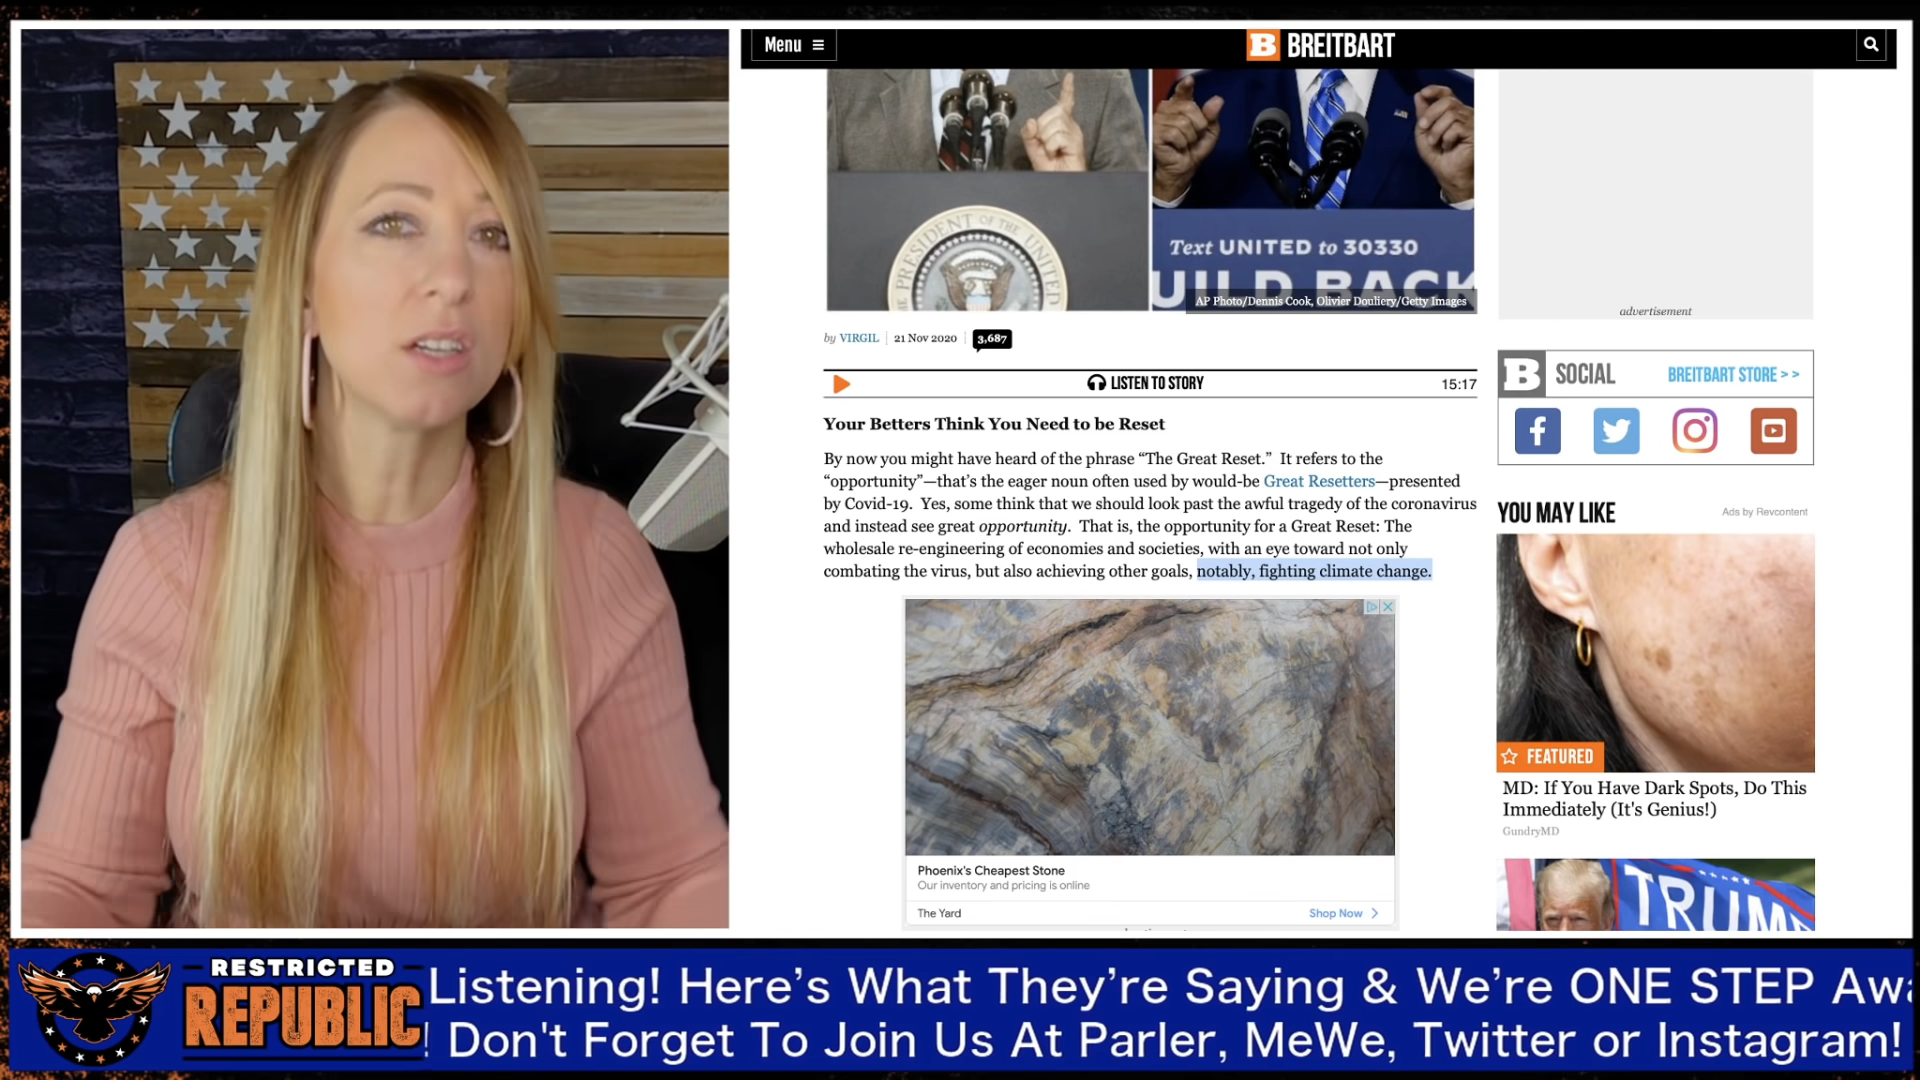 Menu
BREITBART
PRESIDENT OF THE UNITED
Text UNITED to 30330
UILD BACK
AP Photo/Dennis Cook, Olivier Douliery/Getty Images
advertisement
by VIRGIL | 21 Nov 2020 | 3,687
LISTEN TO STORY 15:17
Your Betters Think You Need to be Reset
By now you might have heard of the phrase “The Great Reset.” It refers to the
“opportunity”—that’s the eager noun often used by would-be Great Resetters—presented
by Covid-19. Yes, some think that we should look past the awful tragedy of the coronavirus
and instead see great opportunity. That is, the opportunity for a Great Reset: The
wholesale re-engineering of economies and societies, with an eye toward not only
combating the virus, but also achieving other goals, notably, fighting climate change.
Phoenix's Cheapest Stone
Our inventory and pricing is online
The Yard
Shop Now
B SOCIAL BREITBART STORE > >
YOU MAY LIKE
Ads by Revcontent
FEATURED
MD: If You Have Dark Spots, Do This
Immediately (It's Genius!)
GundryMD
TRUM
RESTRICTED
REPUBLIC
Listening! Here’s What They’re Saying & We’re ONE STEP Awa
! Don't Forget To Join Us At Parler, MeWe, Twitter or Instagram!